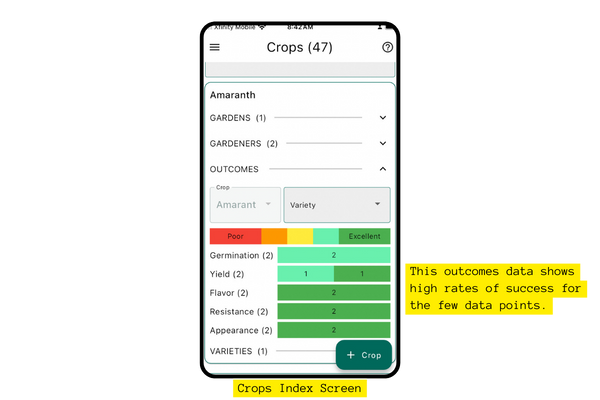 Xfinity Mobile 8:42 AM
Crops (47)
Amaranth
GARDENS (1)
GARDENERS (2)
OUTCOMES
Crop
Amarant
Variety
Poor Excellent
Germination (2) 2
Yield (2) 1 1
Flavor (2) 2
Resistance (2) 2
Appearance (2) 2
VARIETIES (1)
+ Crop
This outcomes data shows
high rates of success for
the few data points.
Crops Index Screen